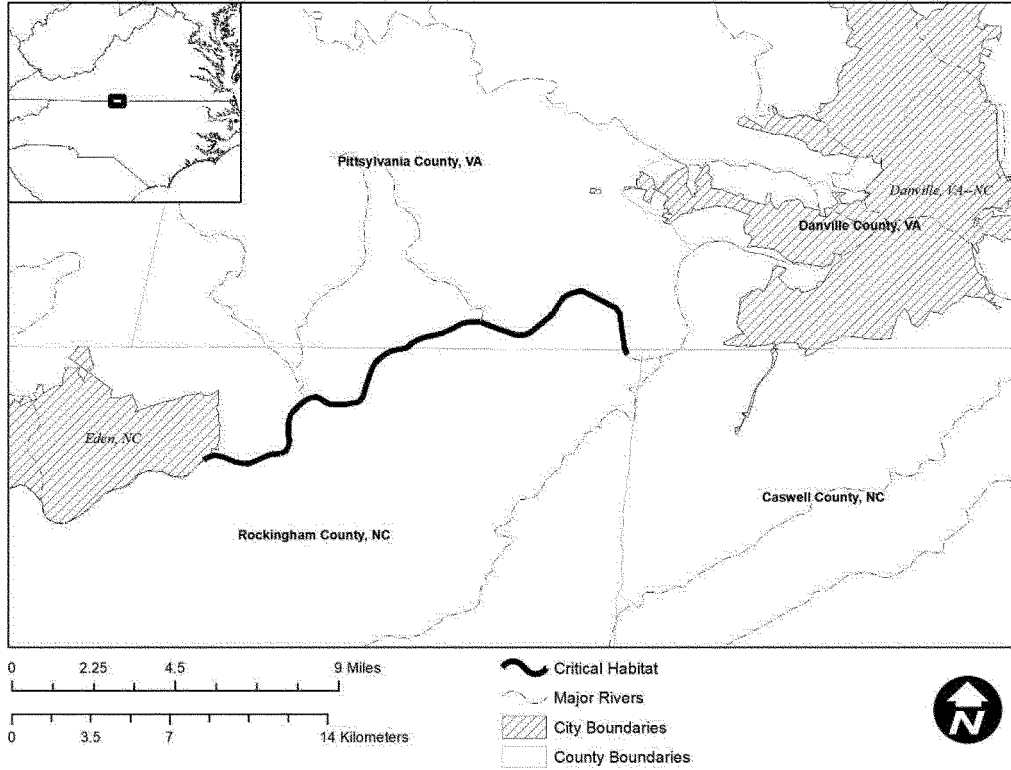 Pittsylvania County, VA
Danville, VA--NC
Danville County, VA
Eden, NC
Caswell County, NC
Rockingham County, NC
0 2.25 4.5 9 Miles
0 3.5 7 14 Kilometers
Critical Habitat
Major Rivers
City Boundaries
County Boundaries
N